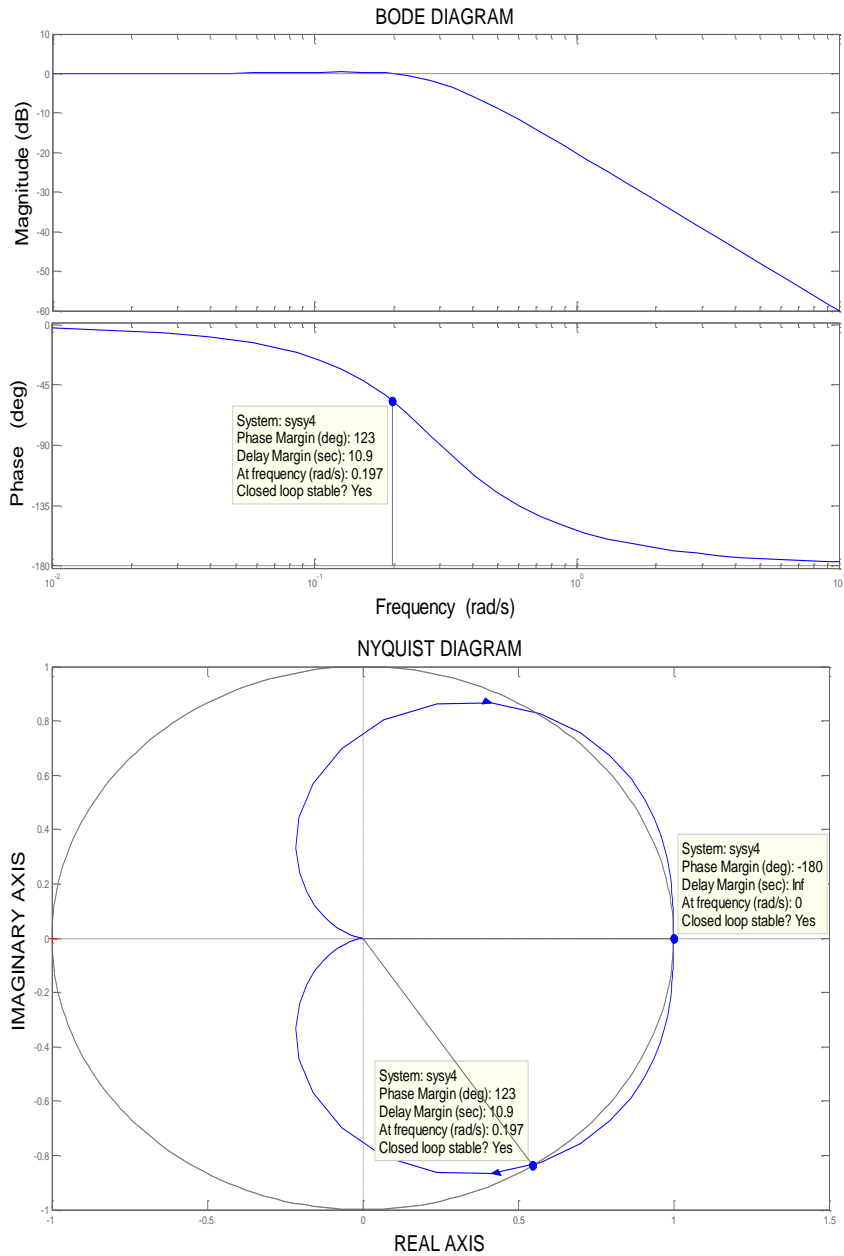 BODE DIAGRAM
10
0
-10
-20
-30
-40
-50
-60
Magnitude (dB)
0
-45
-90
-135
-180
Phase (deg)
System: sysy4
Phase Margin (deg): 123
Delay Margin (sec): 10.9
At frequency (rad/s): 0.197
Closed loop stable? Yes
10^-2
10^-1
10^0
Frequency (rad/s)
NYQUIST DIAGRAM
1
0.8
0.6
0.4
0.2
0
-0.2
-0.4
-0.6
-0.8
-1
IMAGINARY AXIS
System: sysy4
Phase Margin (deg): -180
Delay Margin (sec): Inf
At frequency (rad/s): 0
Closed loop stable? Yes
System: sysy4
Phase Margin (deg): 123
Delay Margin (sec): 10.9
At frequency (rad/s): 0.197
Closed loop stable? Yes
-1
-0.5
0
0.5
1
1.5
REAL AXIS